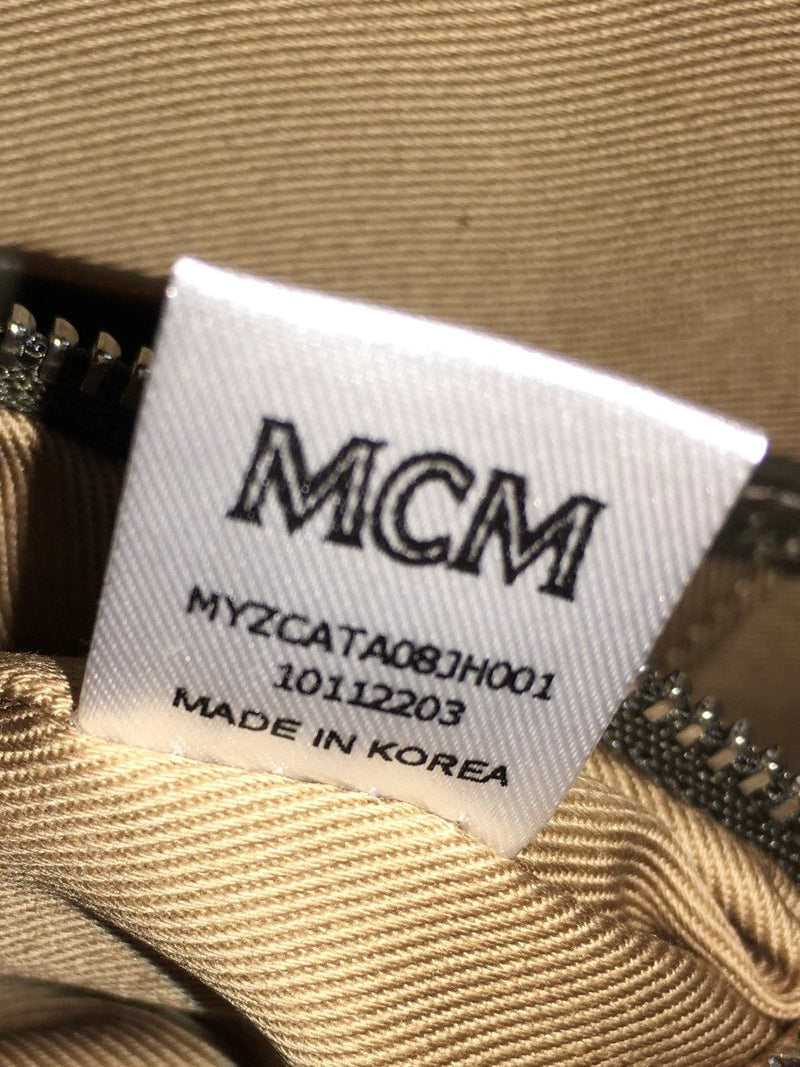 MCM
MYZCATA08JH001
10112203
MADE IN KOREA